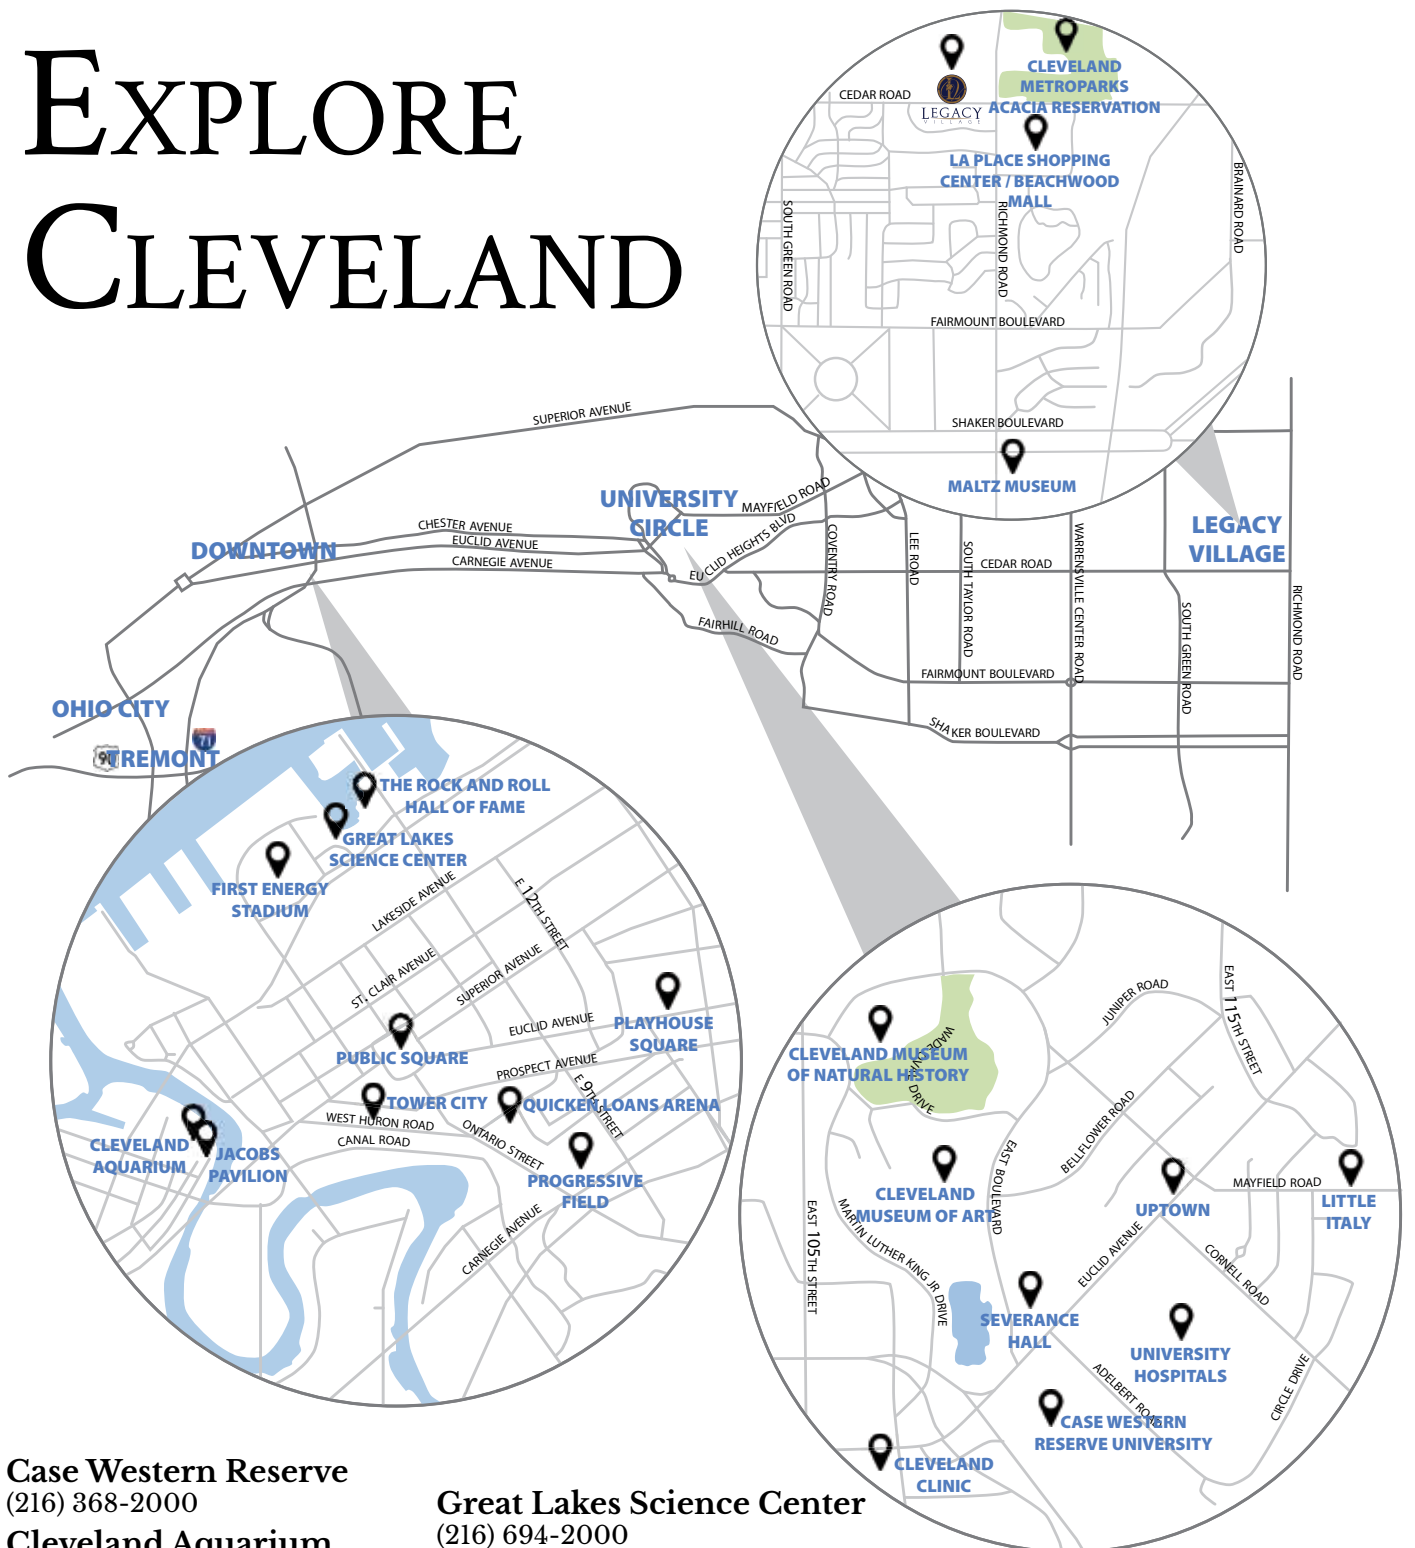 EXPLORE
CLEVELAND
CLEVELAND
METROPARKS
ACACIA RESERVATION
CEDAR ROAD
LEGACY
VILLAGE
LA PLACE SHOPPING
CENTER / BEACHWOOD
MALL
SOUTH GREEN ROAD
RICHMOND ROAD
BRAINARD ROAD
FAIRMOUNT BOULEVARD
SHAKER BOULEVARD
MALTZ MUSEUM
SUPERIOR AVENUE
UNIVERSITY
CIRCLE
MAYFIELD ROAD
CHESTER AVENUE
EUCLID AVENUE
CARNEGIE AVENUE
EUCLID HEIGHTS BLVD
DOWNTOWN
LEGACY
VILLAGE
COVENTRY ROAD
LEE ROAD
SOUTH TAYLOR ROAD
CEDAR ROAD
WARRENSVILLE CENTER ROAD
SOUTH GREEN ROAD
RICHMOND ROAD
FAIRHILL ROAD
FAIRMOUNT BOULEVARD
SHAKER BOULEVARD
OHIO CITY
71
90
TREMONT
THE ROCK AND ROLL
HALL OF FAME
GREAT LAKES
SCIENCE CENTER
FIRST ENERGY
STADIUM
LAKESIDE AVENUE
E 12TH STREET
ST. CLAIR AVENUE
SUPERIOR AVENUE
EUCLID AVENUE
PLAYHOUSE
SQUARE
PUBLIC SQUARE
PROSPECT AVENUE
E 9TH STREET
TOWER CITY
QUICKEN LOANS ARENA
WEST HURON ROAD
CANAL ROAD
ONTARIO STREET
CLEVELAND
AQUARIUM
JACOBS
PAVILION
PROGRESSIVE
FIELD
CARNEGIE AVENUE
JUNIPER ROAD
EAST 115TH STREET
CLEVELAND MUSEUM
OF NATURAL HISTORY
WADE OVAL DRIVE
BELLFLOWER ROAD
EAST BOULEVARD
CLEVELAND
MUSEUM OF ART
UPTOWN
MAYFIELD ROAD
LITTLE
ITALY
EAST 105TH STREET
MARTIN LUTHER KING JR DRIVE
EUCLID AVENUE
CORNELL ROAD
SEVERANCE
HALL
UNIVERSITY
HOSPITALS
ADELBERT ROAD
CIRCLE DRIVE
CASE WESTERN
RESERVE UNIVERSITY
CLEVELAND
CLINIC
Case Western Reserve
(216) 368-2000
Cleveland Aquarium
Great Lakes Science Center
(216) 694-2000